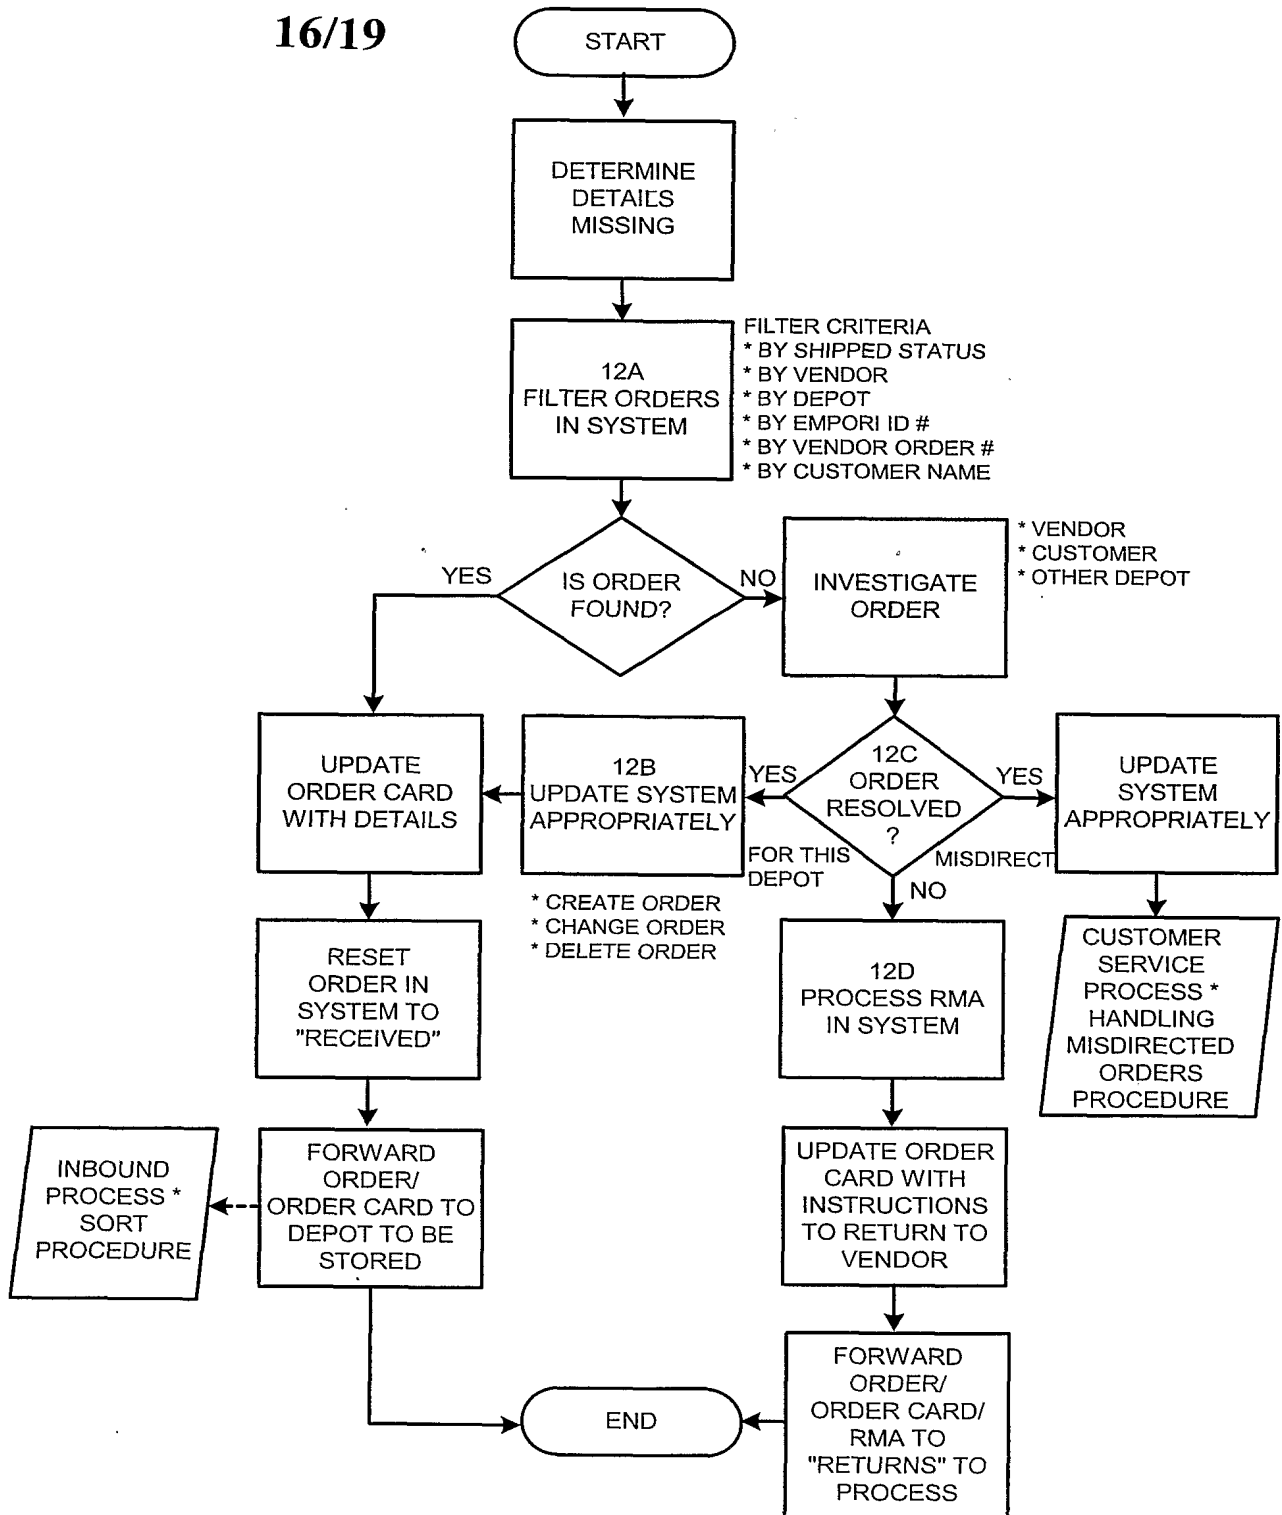 16/19
START
DETERMINE
DETAILS
MISSING
12A
FILTER ORDERS
IN SYSTEM
FILTER CRITERIA
* BY SHIPPED STATUS
* BY VENDOR
* BY DEPOT
* BY EMPORI ID #
* BY VENDOR ORDER #
* BY CUSTOMER NAME
YES
IS ORDER
FOUND?
NO
INVESTIGATE
ORDER
* VENDOR
* CUSTOMER
* OTHER DEPOT
UPDATE
ORDER CARD
WITH DETAILS
12B
UPDATE SYSTEM
APPROPRIATELY
YES
FOR THIS
DEPOT
12C
ORDER
RESOLVED
?
YES
MISDIRECT
NO
UPDATE
SYSTEM
APPROPRIATELY
* CREATE ORDER
* CHANGE ORDER
* DELETE ORDER
RESET
ORDER IN
SYSTEM TO
"RECEIVED"
12D
PROCESS RMA
IN SYSTEM
CUSTOMER
SERVICE
PROCESS *
HANDLING
MISDIRECTED
ORDERS
PROCEDURE
INBOUND
PROCESS *
SORT
PROCEDURE
FORWARD
ORDER/
ORDER CARD TO
DEPOT TO BE
STORED
UPDATE ORDER
CARD WITH
INSTRUCTIONS
TO RETURN TO
VENDOR
END
FORWARD
ORDER/
ORDER CARD/
RMA TO
"RETURNS" TO
PROCESS